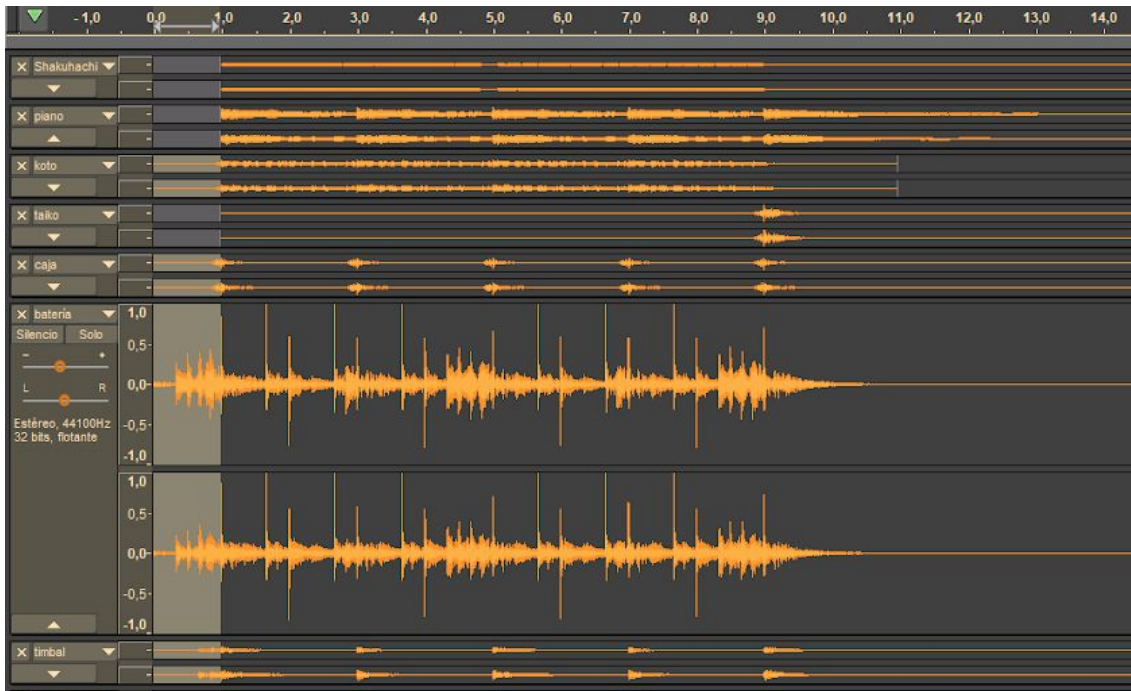 - 1,0 0,0 1,0 2,0 3,0 4,0 5,0 6,0 7,0 8,0 9,0 10,0 11,0 12,0 13,0 14,0
Shakuhachi
piano
koto
taiko
caja
batería
Silencio Solo
- +
L R
Estéreo, 44100Hz
32 bits, flotante
1,0
0,5-
0,0-
-0,5-
-1,0
1,0
0,5-
0,0-
-0,5-
-1,0
timbal